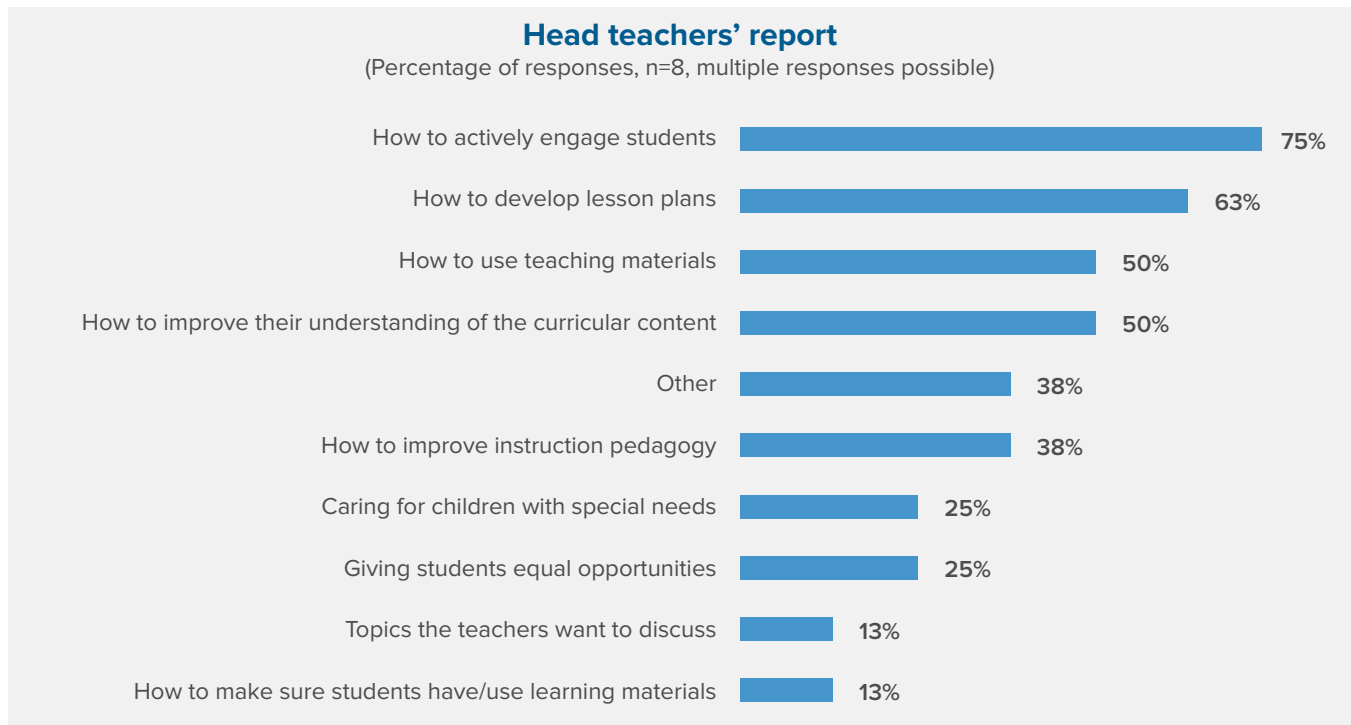 Head teachers’ report
(Percentage of responses, n=8, multiple responses possible)
How to actively engage students 75%
How to develop lesson plans 63%
How to use teaching materials 50%
How to improve their understanding of the curricular content 50%
Other 38%
How to improve instruction pedagogy 38%
Caring for children with special needs 25%
Giving students equal opportunities 25%
Topics the teachers want to discuss 13%
How to make sure students have/use learning materials 13%